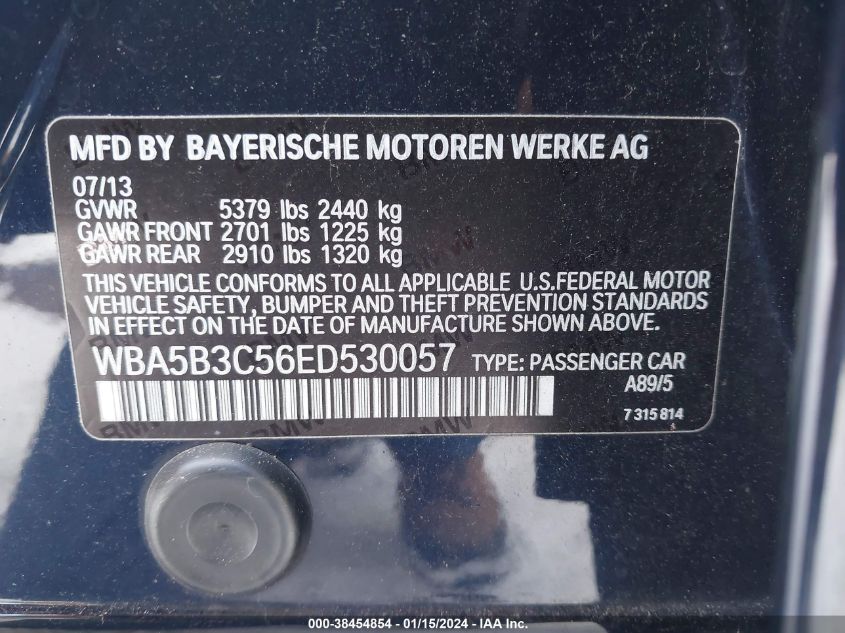 MFD BY BAYERISCHE MOTOREN WERKE AG
07/13
GVWR 5379 lbs 2440 kg
GAWR FRONT 2701 lbs 1225 kg
GAWR REAR 2910 lbs 1320 kg
THIS VEHICLE CONFORMS TO ALL APPLICABLE U.S.FEDERAL MOTOR
VEHICLE SAFETY, BUMPER AND THEFT PREVENTION STANDARDS
IN EFFECT ON THE DATE OF MANUFACTURE SHOWN ABOVE.
WBA5B3C56ED530057 TYPE: PASSENGER CAR
A89/5
7 315 814
BMW BMW
000-38454854 - 01/15/2024 - IAA Inc.